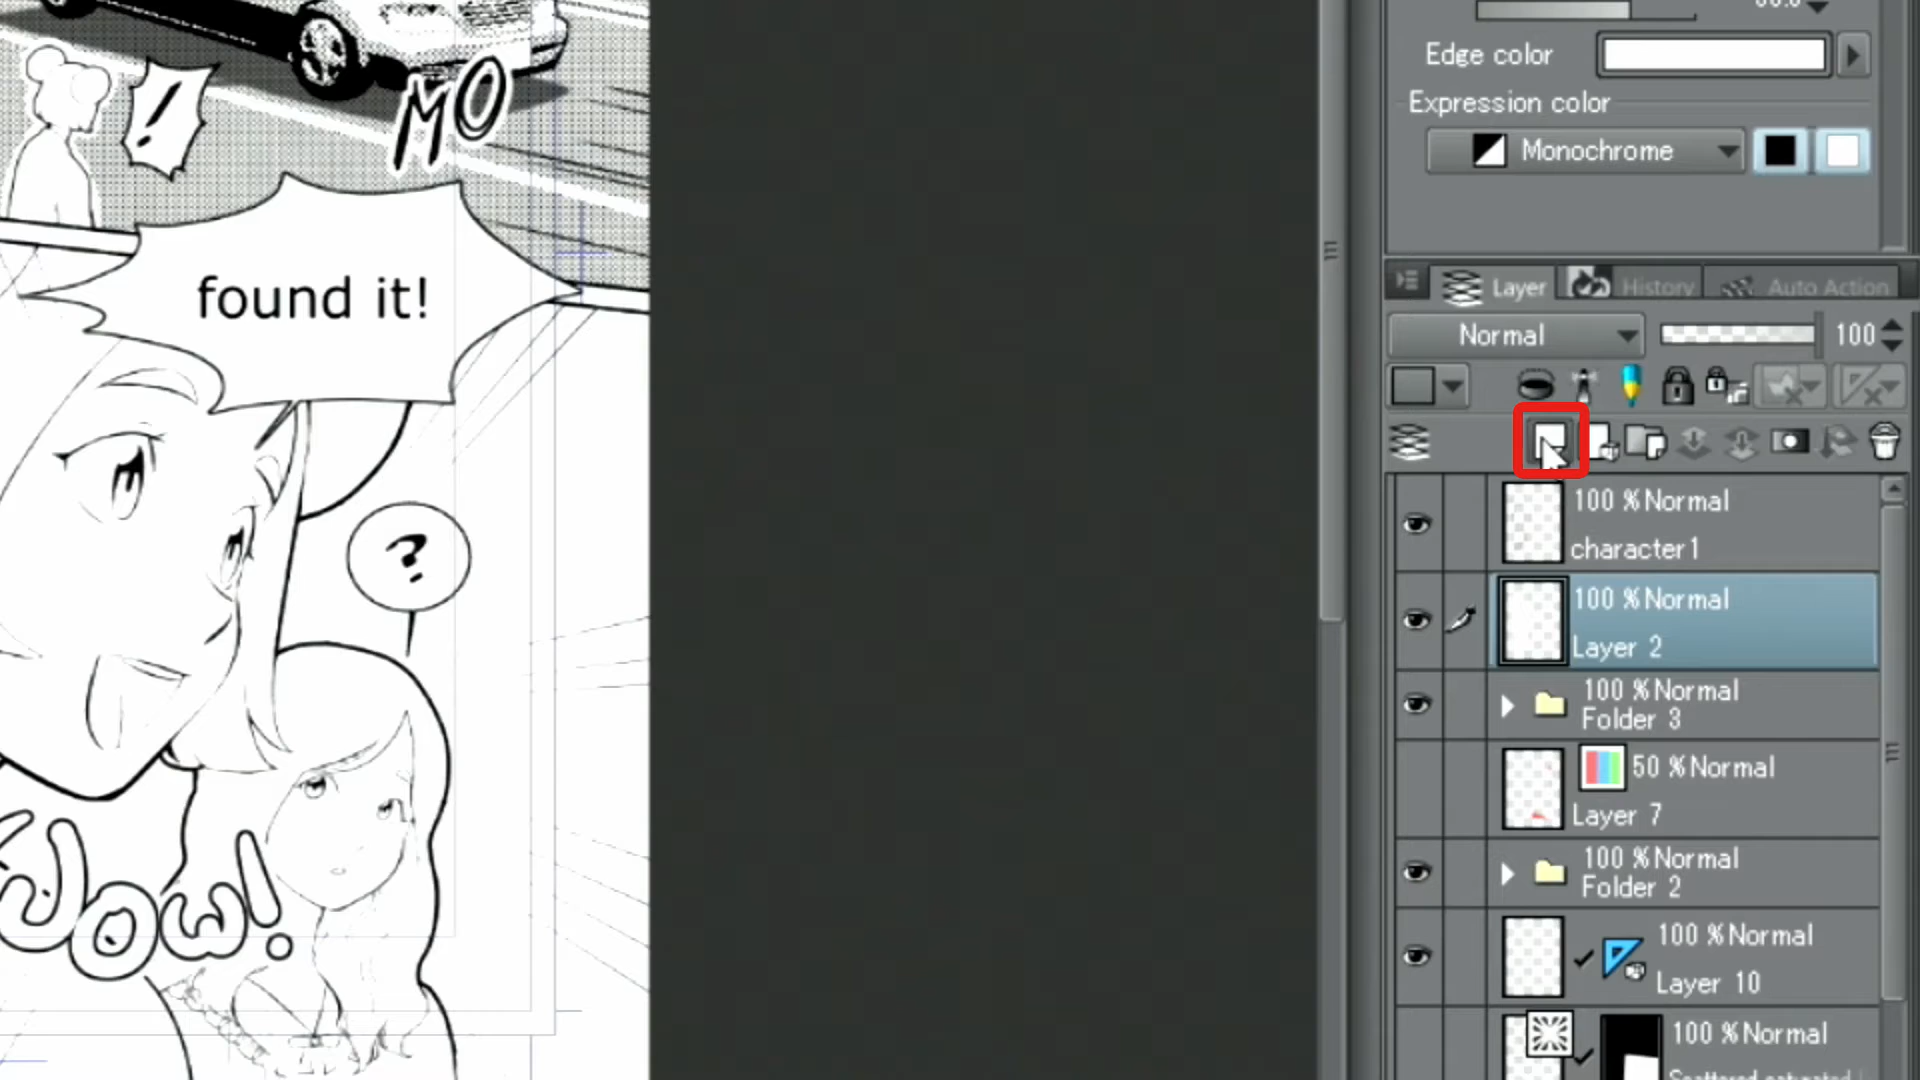 MO
!
found it!
?
Wow!
Edge color
Expression color
Monochrome
Layer
History
Auto Action
Normal
100
100 %Normal
character1
100 %Normal
Layer 2
100 %Normal
Folder 3
50 %Normal
Layer 7
100 %Normal
Folder 2
100 %Normal
Layer 10
100 %Normal